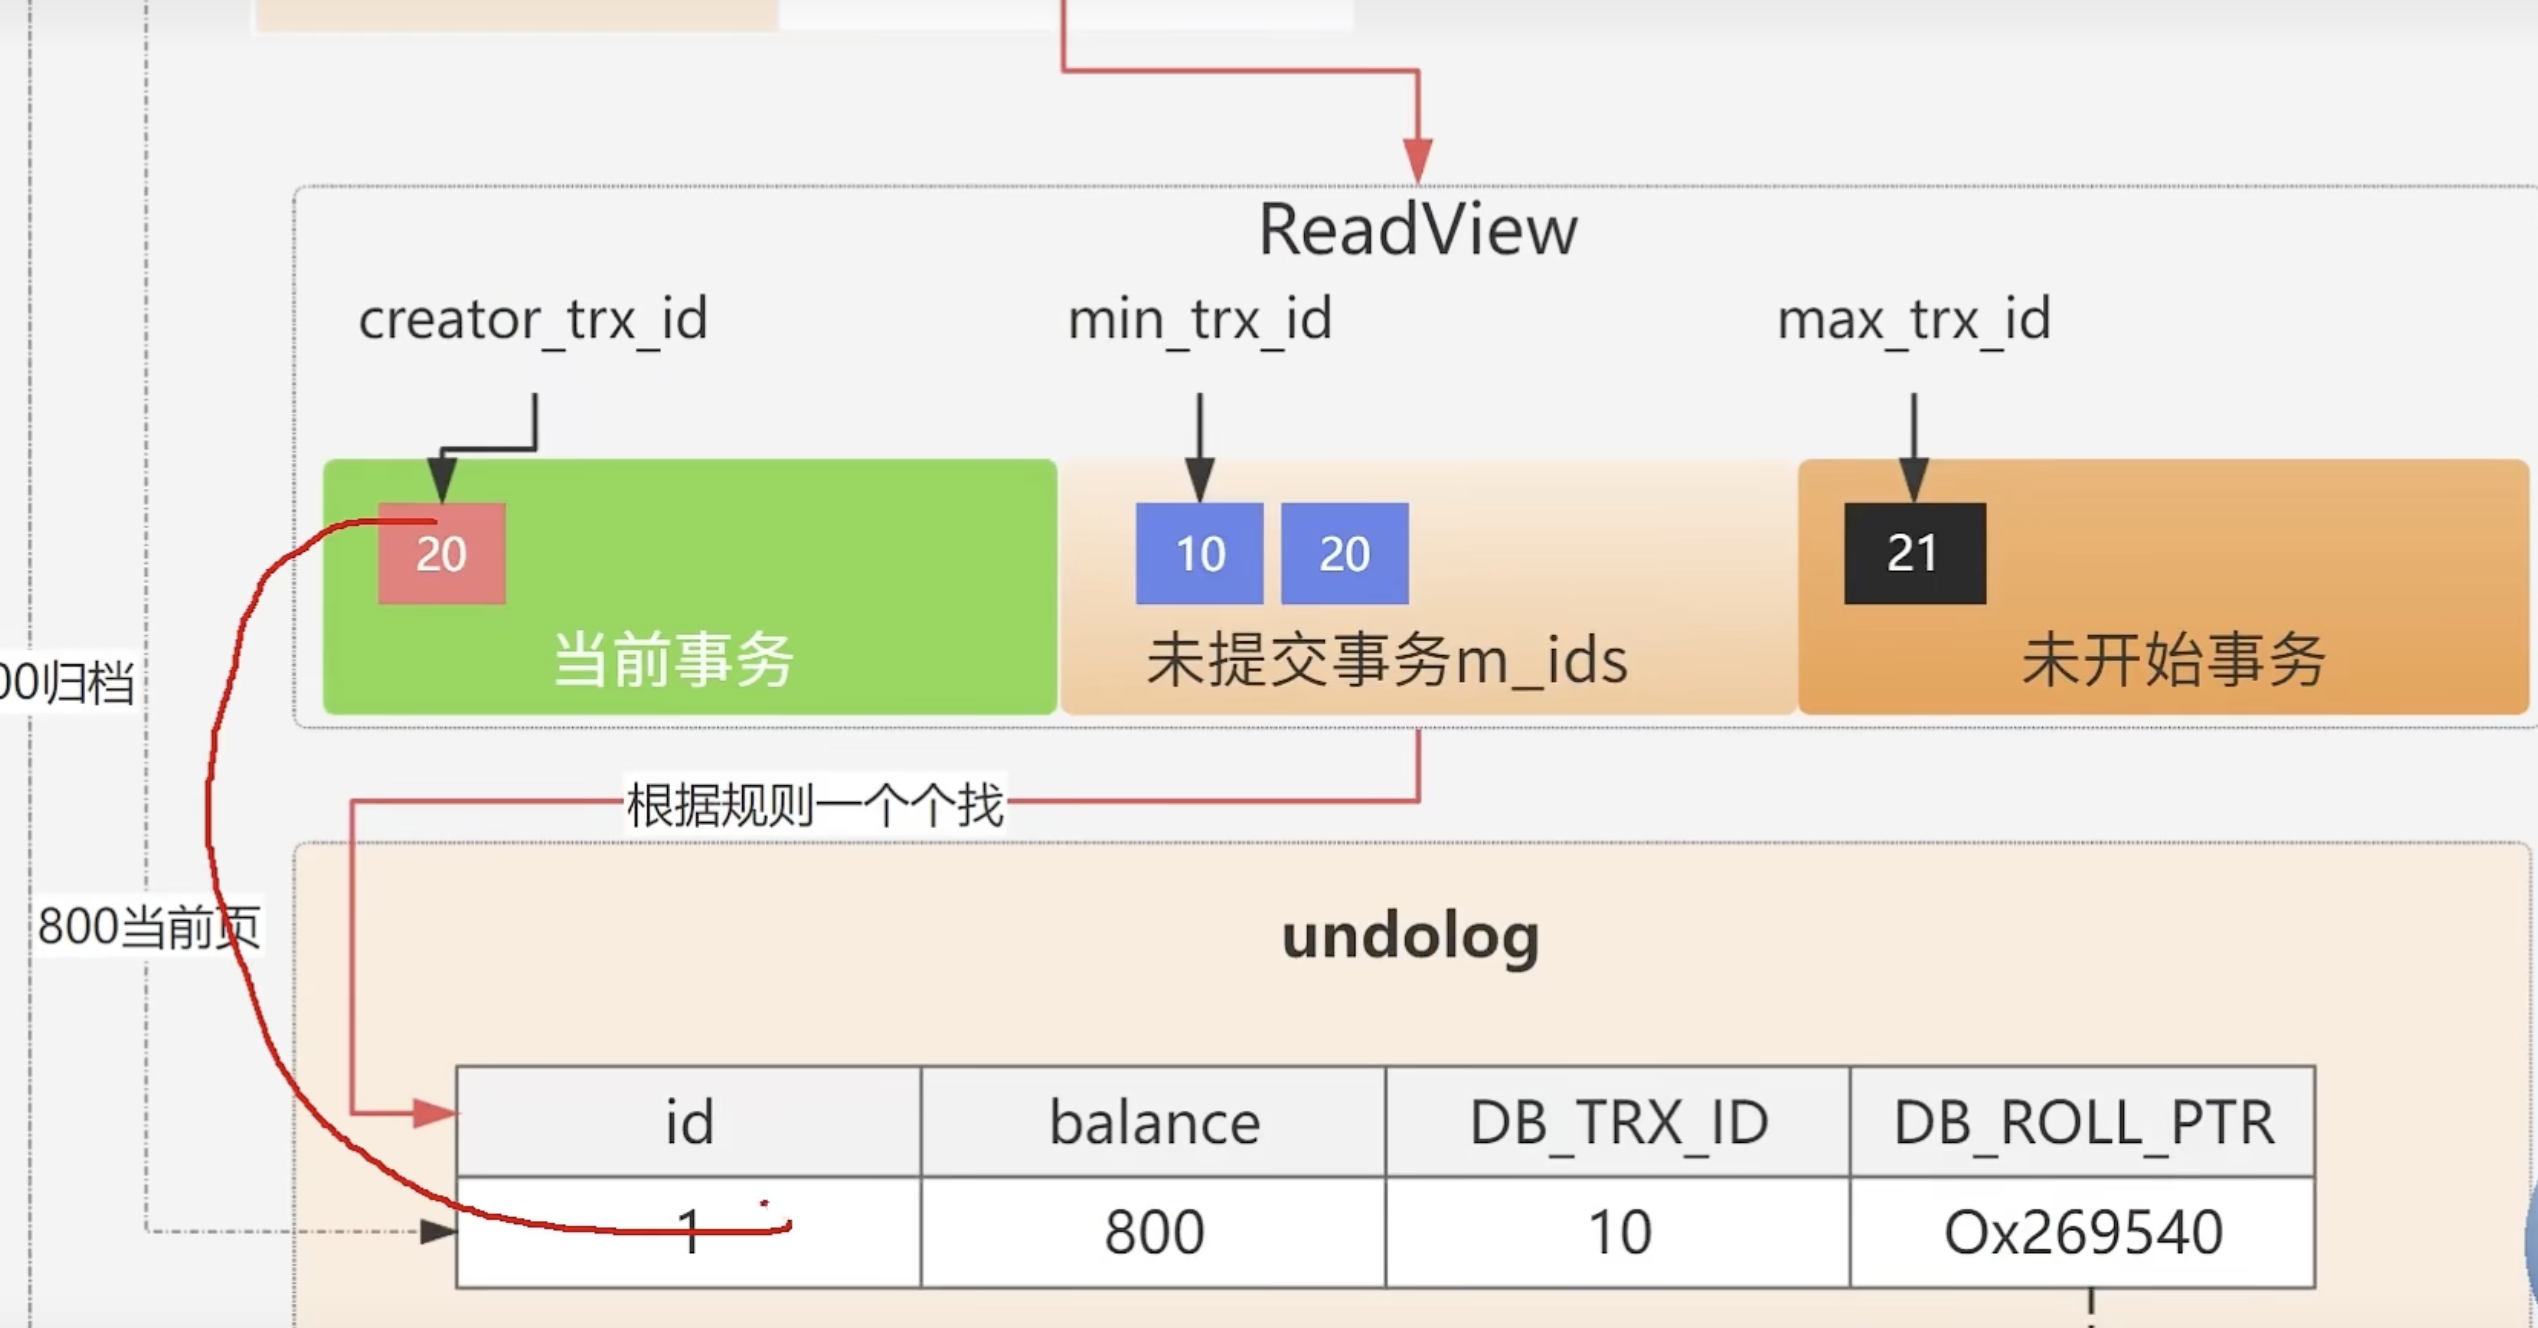 ReadView
creator_trx_id
min_trx_id
max_trx_id
20
10
20
21
当前事务
未提交事务m_ids
未开始事务
00归档
根据规则一个个找
800当前页
undolog
id
balance
DB_TRX_ID
DB_ROLL_PTR
1
800
10
Ox269540